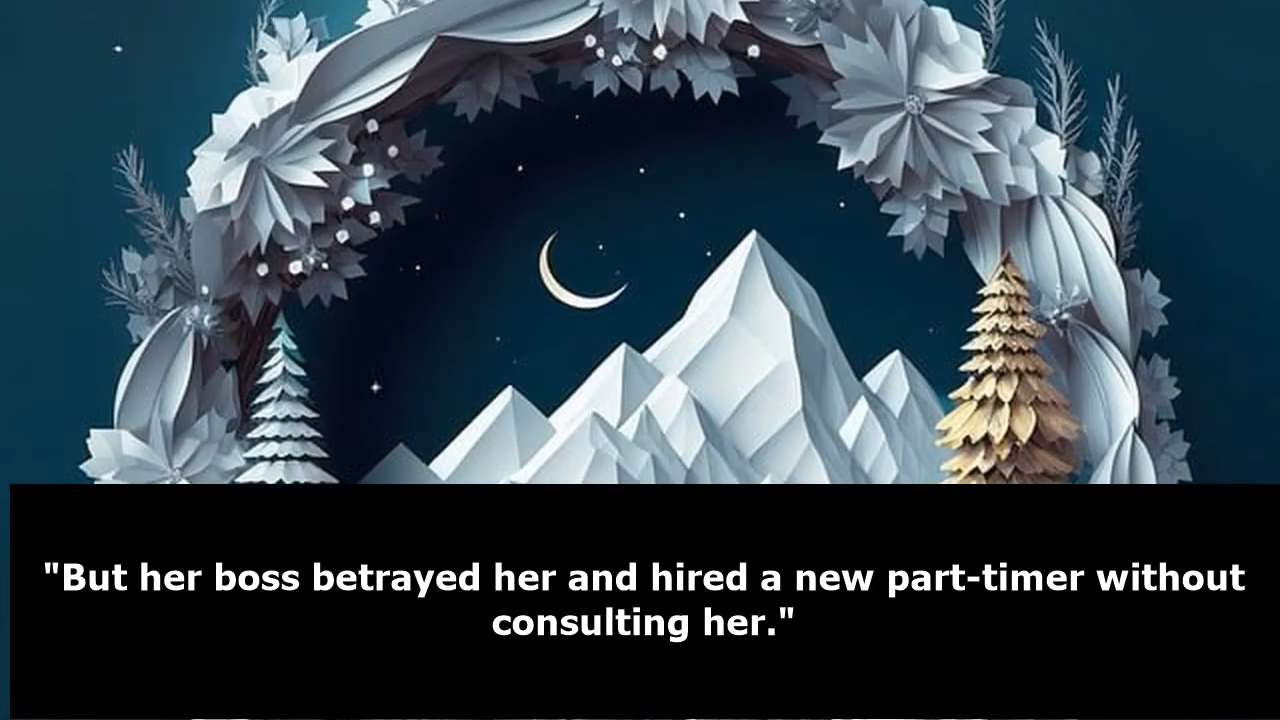 "But her boss betrayed her and hired a new part-timer without
consulting her."